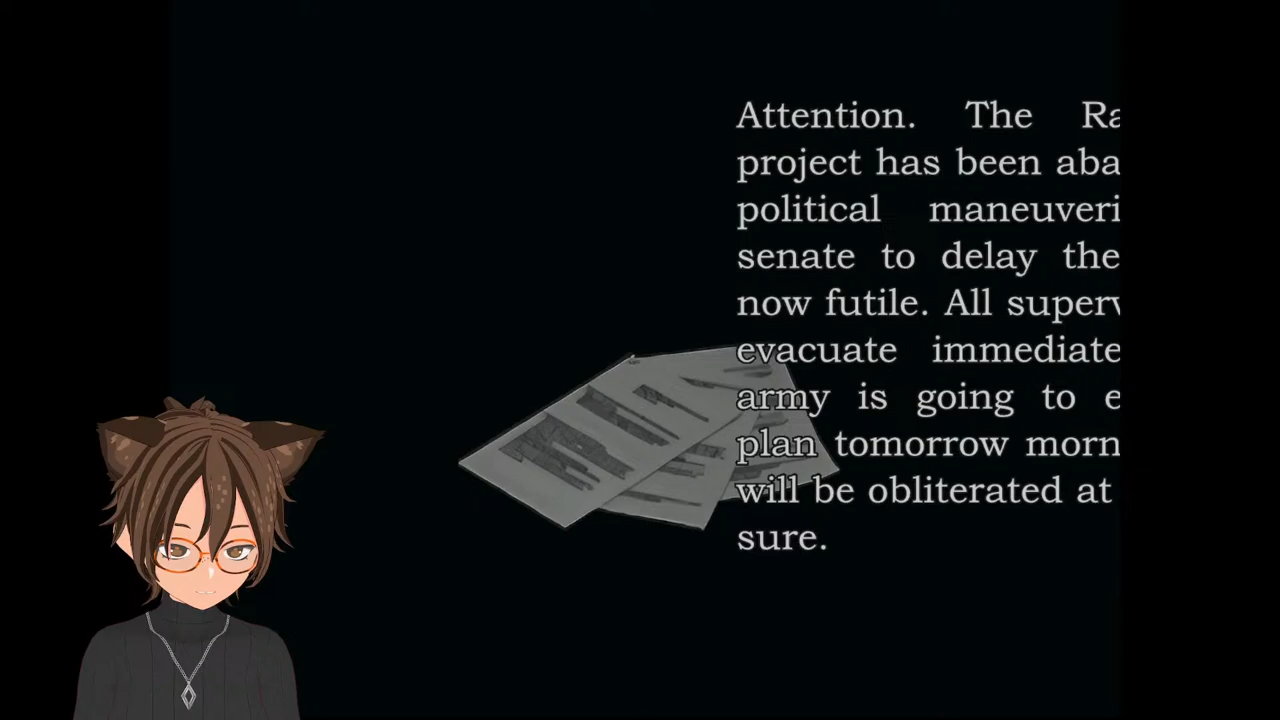 Attention. The
project has been
political
senate to delay the
now futile. All
evacuate
army is going to
plan tomorrow
will be obliterated at
sure.